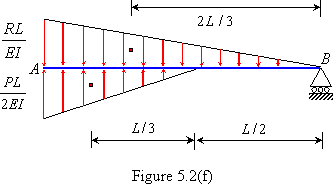 2L / 3
RL
EI
A
B
PL
2EI
L / 3
L / 2
Figure 5.2(f)